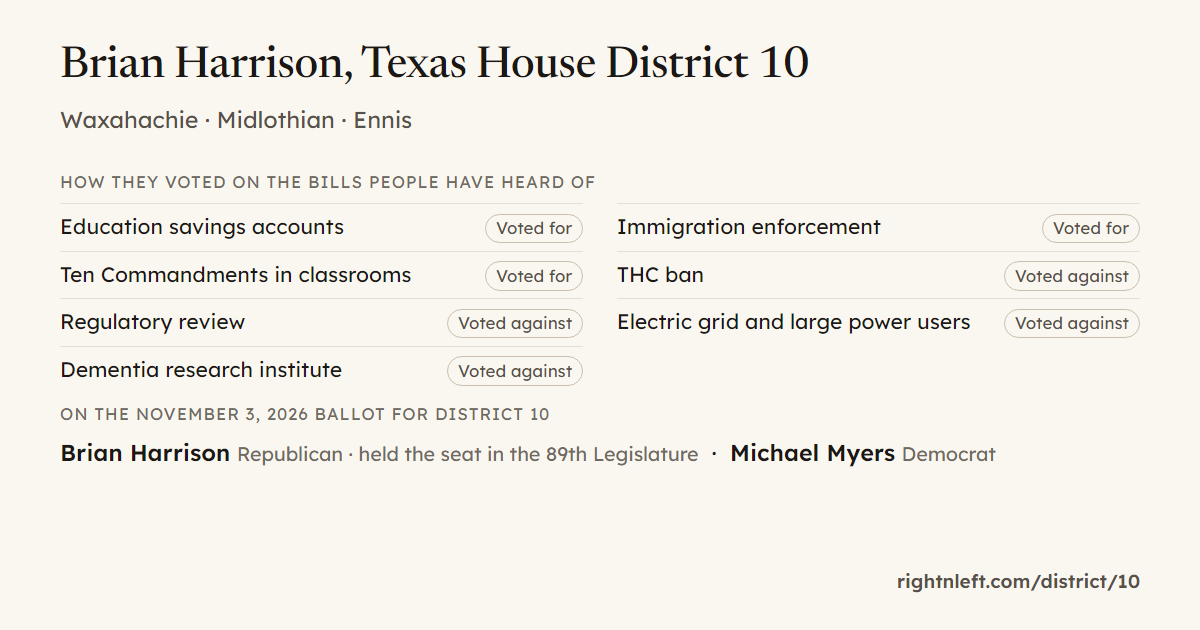 Brian Harrison, Texas House District 10
Waxahachie · Midlothian · Ennis
HOW THEY VOTED ON THE BILLS PEOPLE HAVE HEARD OF
Education savings accounts Voted for
Ten Commandments in classrooms Voted for
Regulatory review Voted against
Dementia research institute Voted against
Immigration enforcement Voted for
THC ban Voted against
Electric grid and large power users Voted against
ON THE NOVEMBER 3, 2026 BALLOT FOR DISTRICT 10
Brian Harrison Republican · held the seat in the 89th Legislature · Michael Myers Democrat
rightnleft.com/district/10